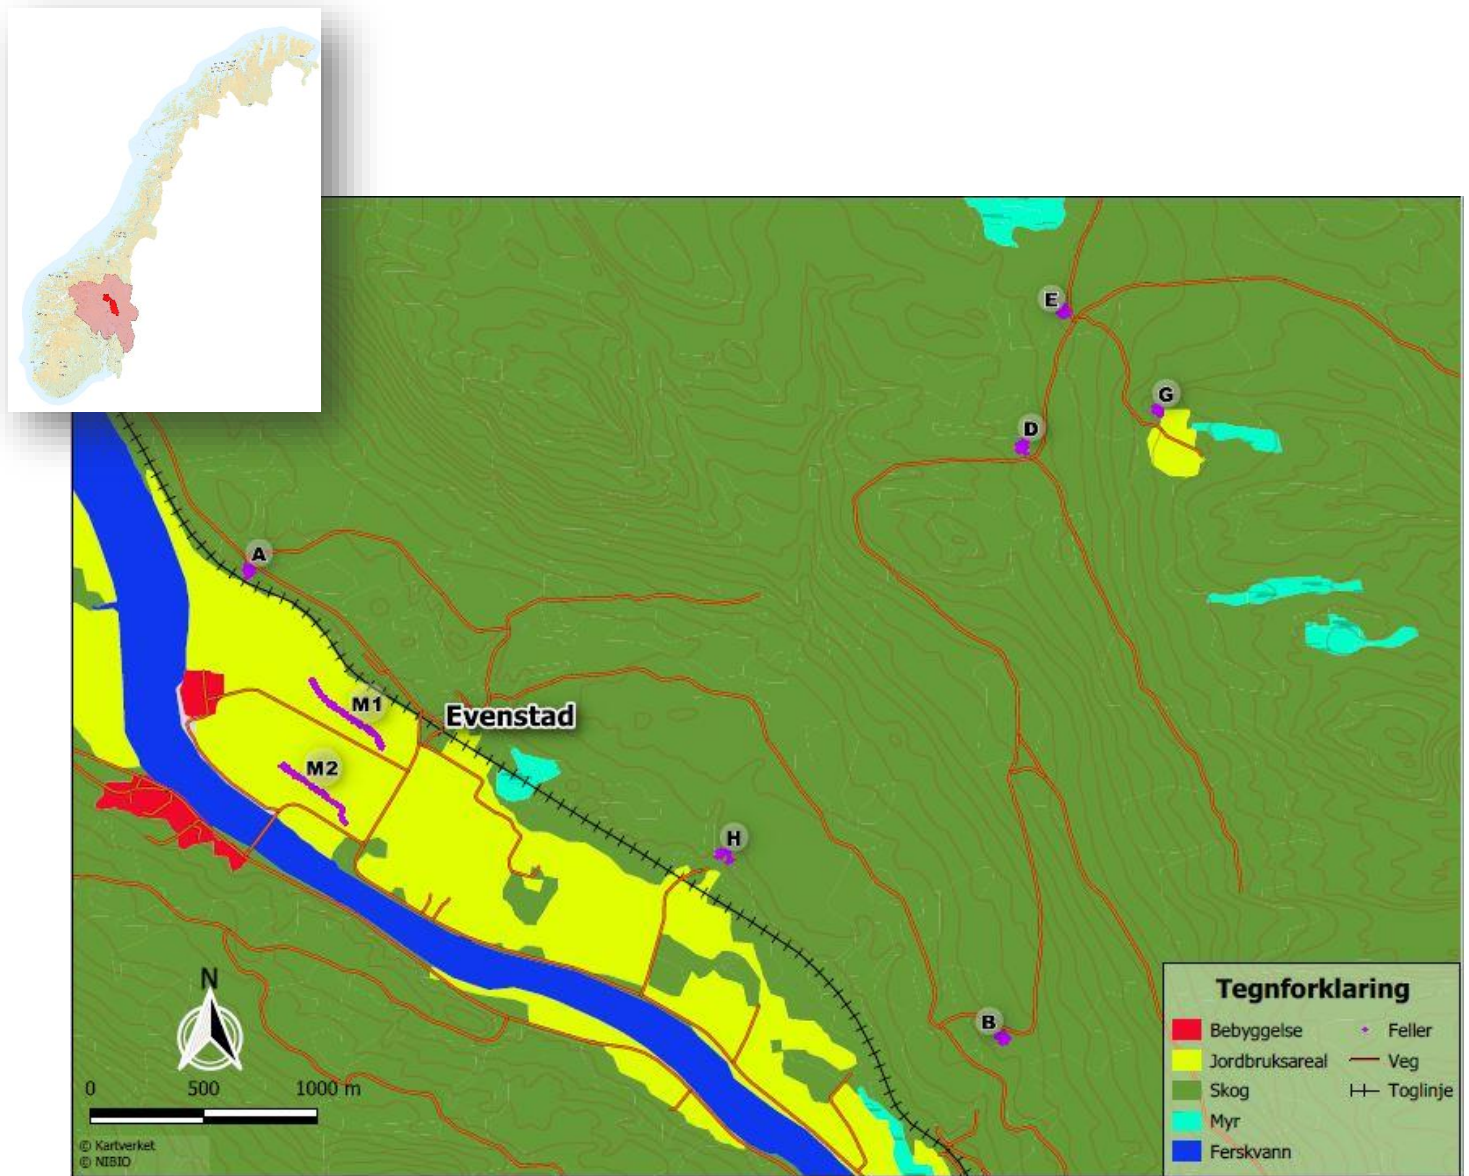 E
G
D
A
M1
Evenstad
M2
H
B
N
0 500 1000 m
© Kartverket
© NIBIO
Tegnforklaring
Bebyggelse
Jordbruksareal
Skog
Myr
Ferskvann
Feller
Veg
Toglinje